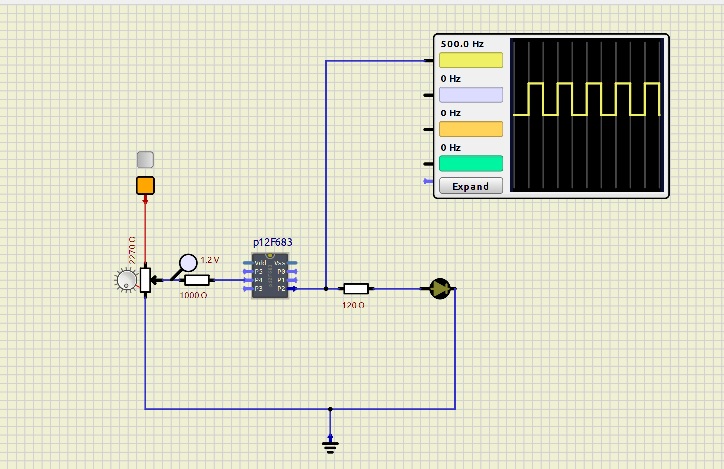 500.0 Hz
0 Hz
0 Hz
0 Hz
Expand
p12F683
2270 Ω
1.2 V
Vdd Vss
P5 P0
P4 P1
P3 P2
1000 Ω
120 Ω